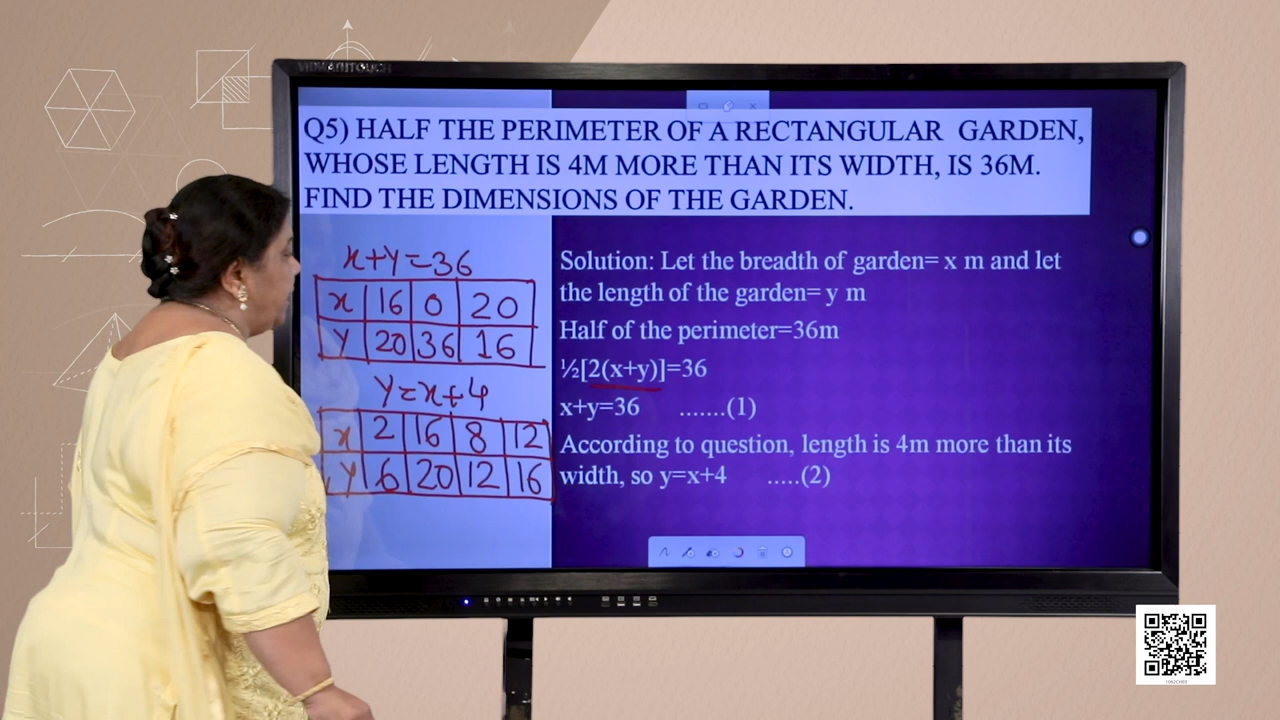 VIEWAUITOUCH
Q5) HALF THE PERIMETER OF A RECTANGULAR GARDEN,
WHOSE LENGTH IS 4M MORE THAN ITS WIDTH, IS 36M.
FIND THE DIMENSIONS OF THE GARDEN.
x+y=36
x 16 0 20
y 20 36 16
y=x+4
x 2 16 8 12
y 6 20 12 16
Solution: Let the breadth of garden= x m and let
the length of the garden= y m
Half of the perimeter=36m
½[2(x+y)]=36
x+y=36 .......(1)
According to question, length is 4m more than its
width, so y=x+4 .....(2)
1062CH03